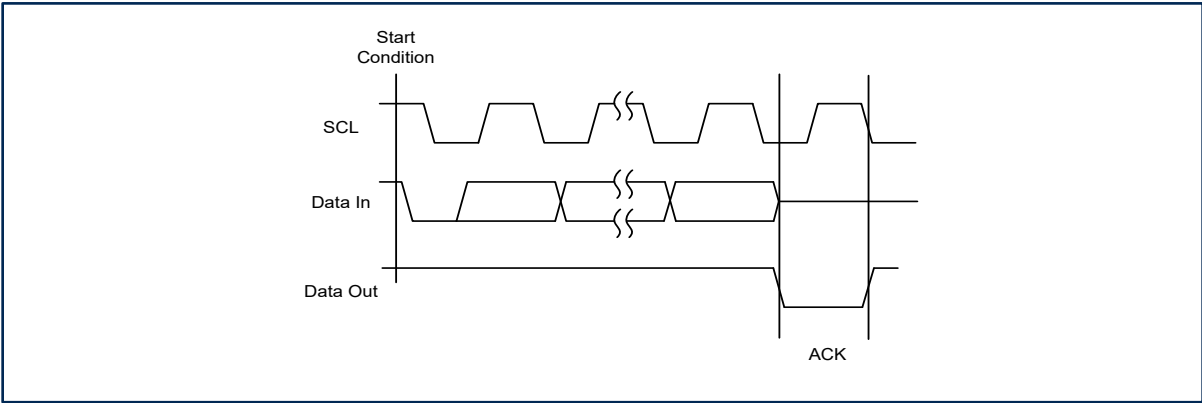 Start
Condition
SCL
Data In
Data Out
ACK